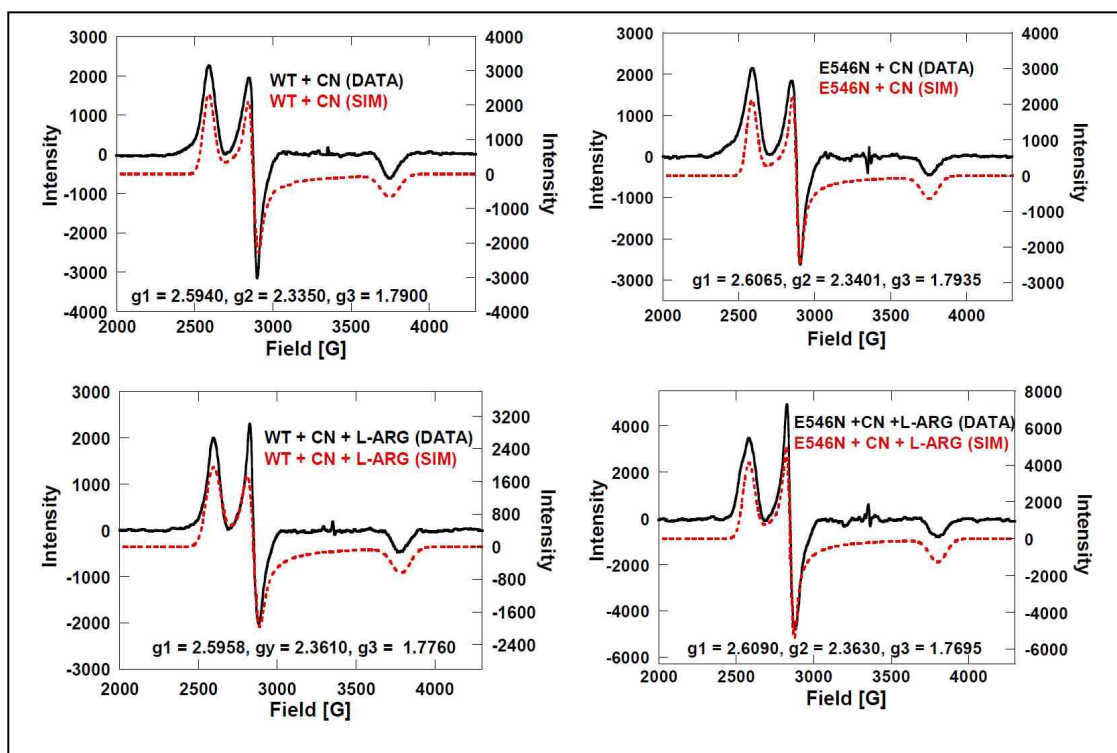 3000
2000
1000
0
-1000
-2000
-3000
-4000
Intensity
4000
3000
2000
1000
0
-1000
-2000
-3000
-4000
Intensity
WT + CN (DATA)
WT + CN (SIM)
g1 = 2.5940, g2 = 2.3350, g3 = 1.7900
2000 2500 3000 3500 4000
Field [G]
3000
2000
1000
0
-1000
-2000
-3000
Intensity
4000
3000
2000
1000
0
-1000
-2000
-3000
Intensity
E546N + CN (DATA)
E546N + CN (SIM)
g1 = 2.6065, g2 = 2.3401, g3 = 1.7935
2000 2500 3000 3500 4000
Field [G]
3000
2000
1000
0
-1000
-2000
-3000
Intensity
3200
2400
1600
800
0
-800
-1600
-2400
Intensity
WT + CN + L-ARG (DATA)
WT + CN + L-ARG (SIM)
g1 = 2.5958, gy = 2.3610, g3 = 1.7760
2000 2500 3000 3500 4000
Field [G]
4000
2000
0
-2000
-4000
-6000
Intensity
8000
6000
4000
2000
0
-2000
-4000
-6000
Intensity
E546N +CN +L-ARG (DATA)
E546N + CN + L-ARG (SIM)
g1 = 2.6090, g2 = 2.3630, g3 = 1.7695
2000 2500 3000 3500 4000
Field [G]